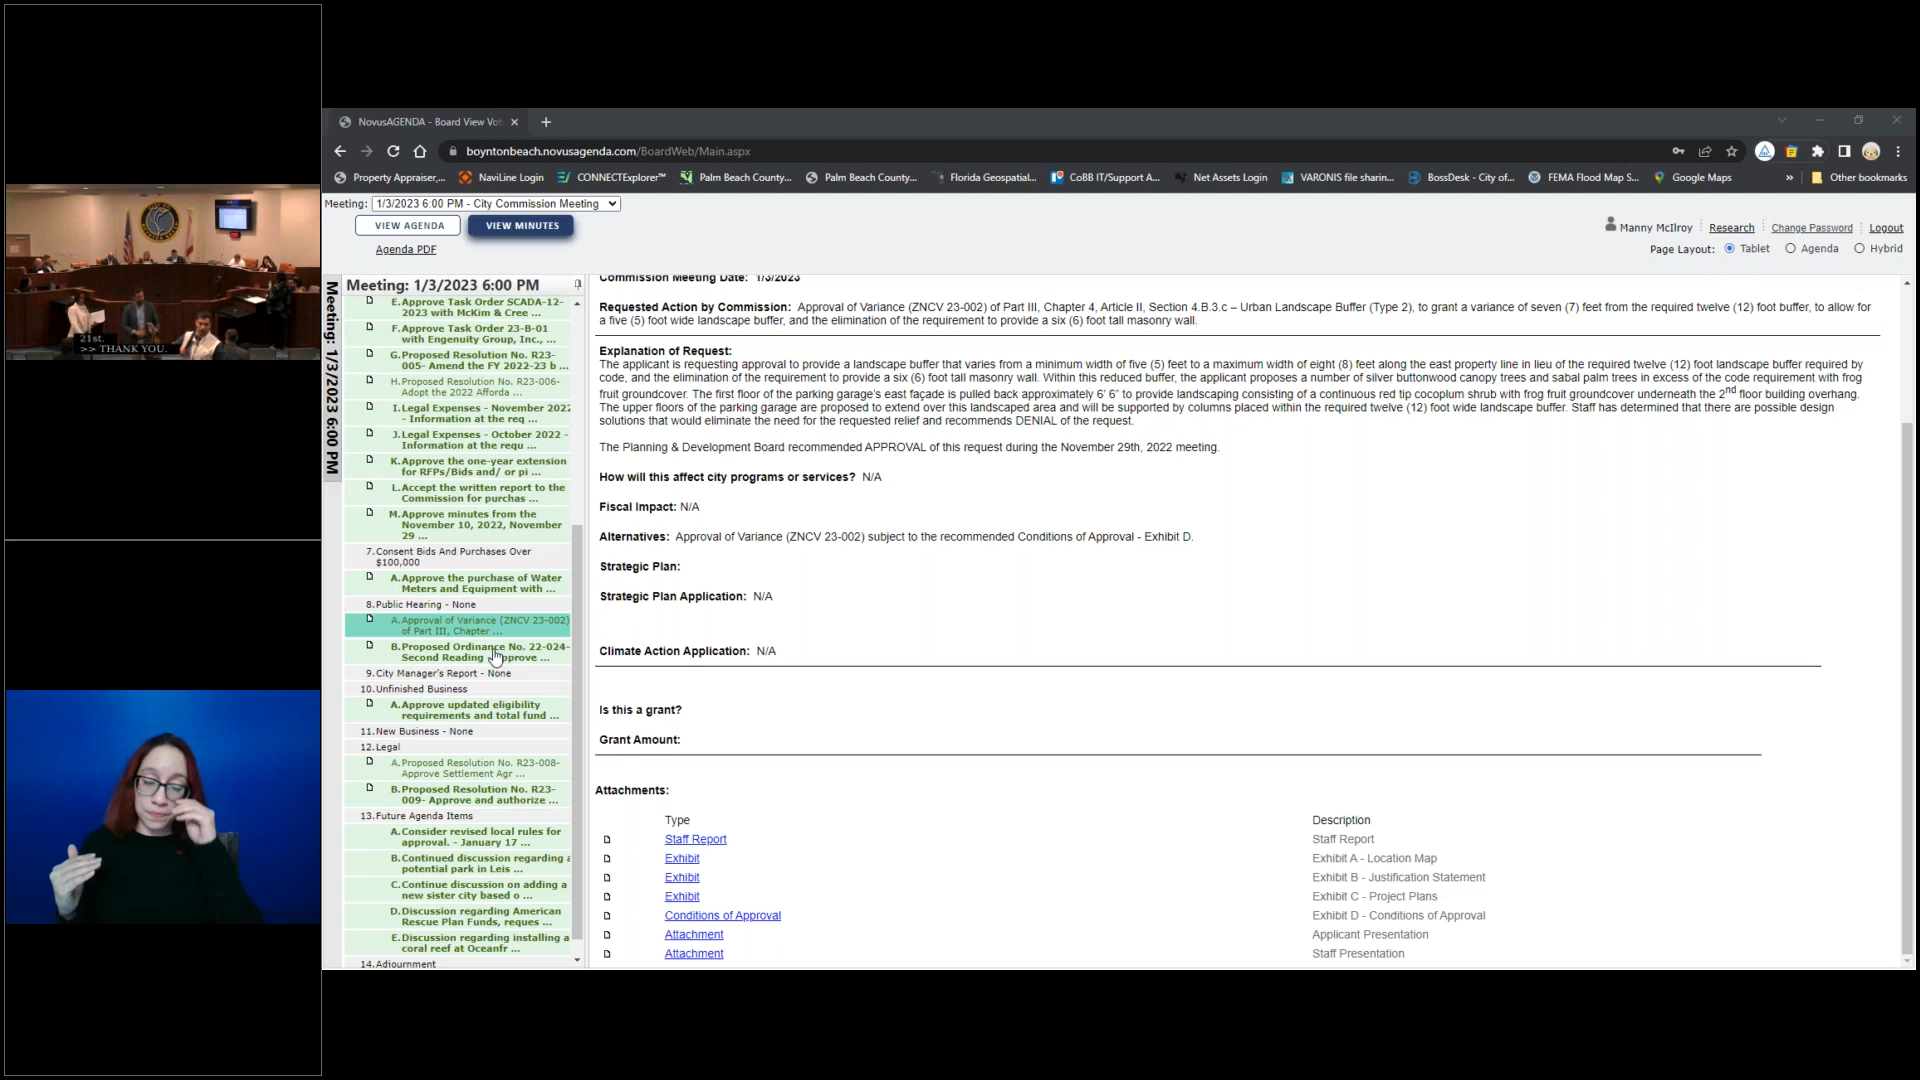 21st.
>> THANK YOU.
NovusAGENDA - Board View Vot
boyntonbeach.novusagenda.com/BoardWeb/Main.aspx
Property Appraiser,...
NaviLine Login
CONNECTExplorer™
Palm Beach County...
Palm Beach County...
Florida Geospatial...
CoBB IT/Support A...
Net Assets Login
VARONIS file sharin...
BossDesk - City of...
FEMA Flood Map S...
Google Maps
»
Other bookmarks
Meeting: 1/3/2023 6:00 PM - City Commission Meeting
VIEW AGENDA
VIEW MINUTES
Agenda PDF
Manny McIlroy
Research
Change Password
Logout
Page Layout: Tablet Agenda Hybrid
Meeting: 1/3/2023 6:00 PM
Meeting: 1/3/2023 6:00 PM
E.Approve Task Order SCADA-12-
2023 with McKim & Cree ...
F.Approve Task Order 23-B-01
with Engenuity Group, Inc., ...
G.Proposed Resolution No. R23-
005- Amend the FY 2022-23 b ...
H.Proposed Resolution No. R23-006-
Adopt the 2022 Afforda ...
I.Legal Expenses - November 2022
- Information at the req ...
J.Legal Expenses - October 2022 -
Information at the requ ...
K.Approve the one-year extension
for RFPs/Bids and/ or pi ...
L.Accept the written report to the
Commission for purchas ...
M.Approve minutes from the
November 10, 2022, November
29 ...
7.Consent Bids And Purchases Over
$100,000
A.Approve the purchase of Water
Meters and Equipment with ...
8.Public Hearing - None
A.Approval of Variance (ZNCV 23-002)
of Part III, Chapter ...
B.Proposed Ordinance No. 22-024-
Second Reading - Approve ...
9.City Manager's Report - None
10.Unfinished Business
A.Approve updated eligibility
requirements and total fund ...
11.New Business - None
12.Legal
A.Proposed Resolution No. R23-008-
Approve Settlement Agr ...
B.Proposed Resolution No. R23-
009- Approve and authorize ...
13.Future Agenda Items
A.Consider revised local rules for
approval. - January 17 ...
B.Continued discussion regarding a
potential park in Leis ...
C.Continue discussion on adding a
new sister city based o ...
D.Discussion regarding American
Rescue Plan Funds, reques ...
E.Discussion regarding installing a
coral reef at Oceanfr ...
14.Adjournment
Commission Meeting Date: 1/3/2023
Requested Action by Commission: Approval of Variance (ZNCV 23-002) of Part III, Chapter 4, Article II, Section 4.B.3.c – Urban Landscape Buffer (Type 2), to grant a variance of seven (7) feet from the required twelve (12) foot buffer, to allow for
a five (5) foot wide landscape buffer, and the elimination of the requirement to provide a six (6) foot tall masonry wall.
Explanation of Request:
The applicant is requesting approval to provide a landscape buffer that varies from a minimum width of five (5) feet to a maximum width of eight (8) feet along the east property line in lieu of the required twelve (12) foot landscape buffer required by
code, and the elimination of the requirement to provide a six (6) foot tall masonry wall. Within this reduced buffer, the applicant proposes a number of silver buttonwood canopy trees and sabal palm trees in excess of the code requirement with frog
fruit groundcover. The first floor of the parking garage's east façade is pulled back approximately 6' 6" to provide landscaping consisting of a continuous red tip cocoplum shrub with frog fruit groundcover underneath the 2nd floor building overhang.
The upper floors of the parking garage are proposed to extend over this landscaped area and will be supported by columns placed within the required twelve (12) foot wide landscape buffer. Staff has determined that there are possible design
solutions that would eliminate the need for the requested relief and recommends DENIAL of the request.
The Planning & Development Board recommended APPROVAL of this request during the November 29th, 2022 meeting.
How will this affect city programs or services? N/A
Fiscal Impact: N/A
Alternatives: Approval of Variance (ZNCV 23-002) subject to the recommended Conditions of Approval - Exhibit D.
Strategic Plan:
Strategic Plan Application: N/A
Climate Action Application: N/A
Is this a grant?
Grant Amount:
Attachments:
Type Description
Staff Report Staff Report
Exhibit Exhibit A - Location Map
Exhibit Exhibit B - Justification Statement
Exhibit Exhibit C - Project Plans
Conditions of Approval Exhibit D - Conditions of Approval
Attachment Applicant Presentation
Attachment Staff Presentation